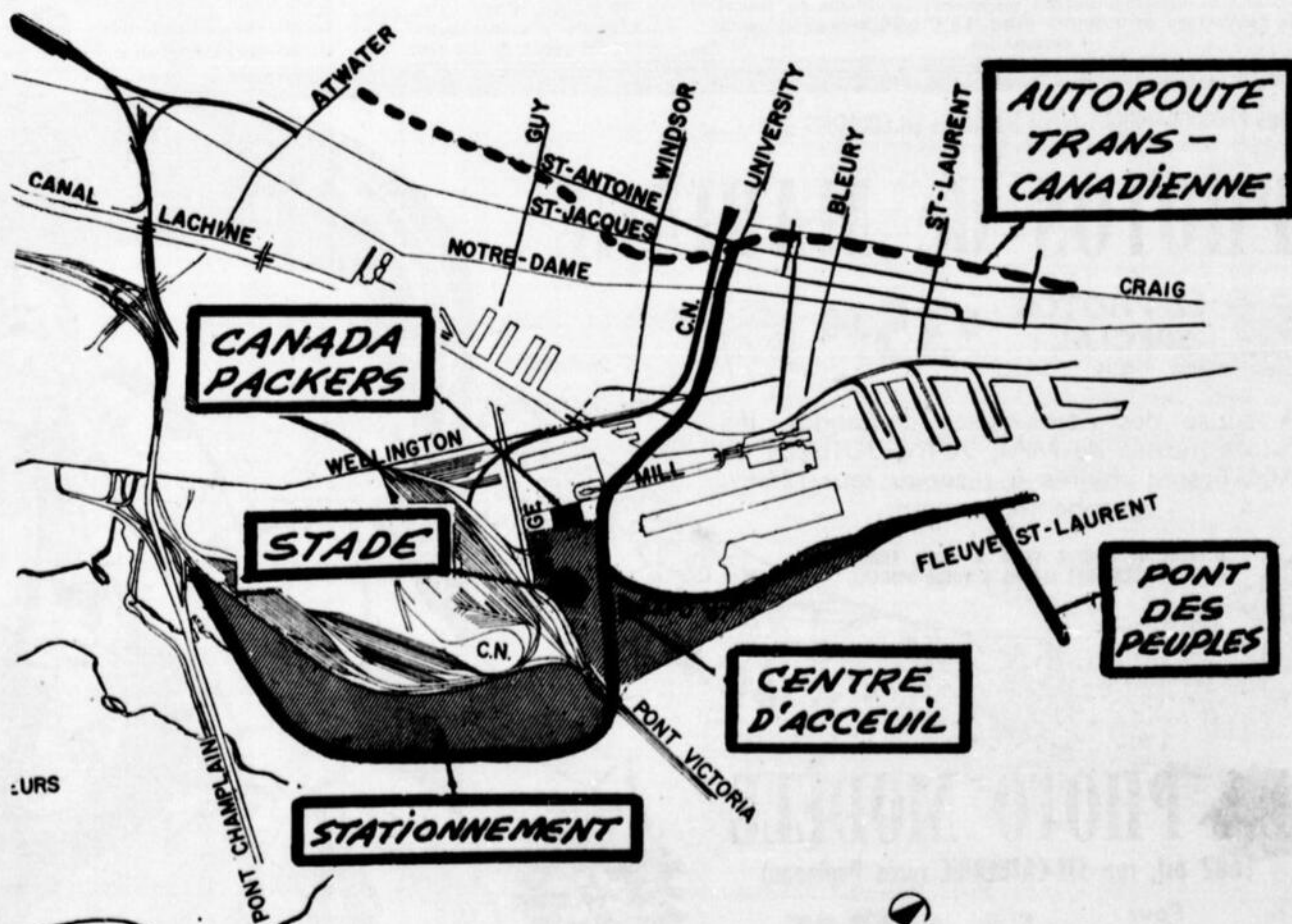 ATTWATER
GUY
WINDSOR
UNIVERSITY
BLEURY
ST-LAURENT
AUTOROUTE
TRANS-
CANADiENNE
ST-ANTOINE
ST-JACQUES
CANAL LACHINE
NOTRE-DAME
CRAIG
C.N.
CANADA
PACKERS
WELLINGTON
MILL
STADE
FLEUVE ST-LAURENT
PONT
DES
PEUPLES
C.N.
CENTRE
D'ACCEUiL
PONT VICTORIA
PONT CHAMPLAIN
STATiONNEMENT